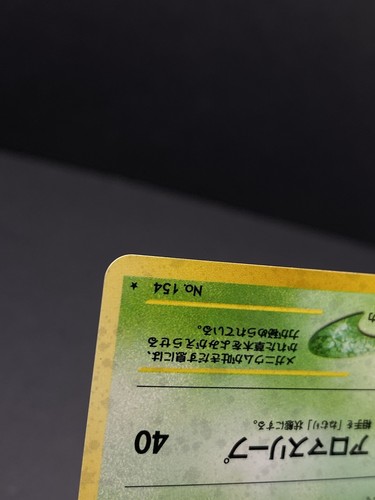 アロマスリープ 40
相手を「ねむり」状態にする。
メガニウムが吐きだす息には、
かれた草木をよみがえらせる
力が秘められている。
No. 154 ★